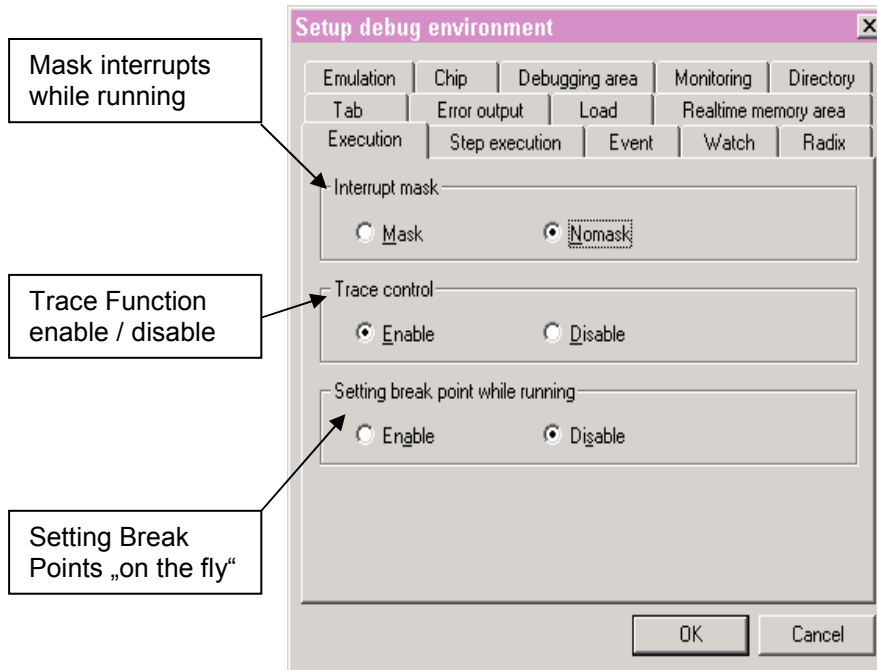 Setup debug environment
Mask interrupts
while running
Emulation Chip Debugging area Monitoring Directory
Tab Error output Load Realtime memory area
Execution Step execution Event Watch Radix
Interrupt mask
Mask Nomask
Trace Function
enable / disable
Trace control
Enable Disable
Setting break point while running
Enable Disable
Setting Break
Points „on the fly“
OK Cancel